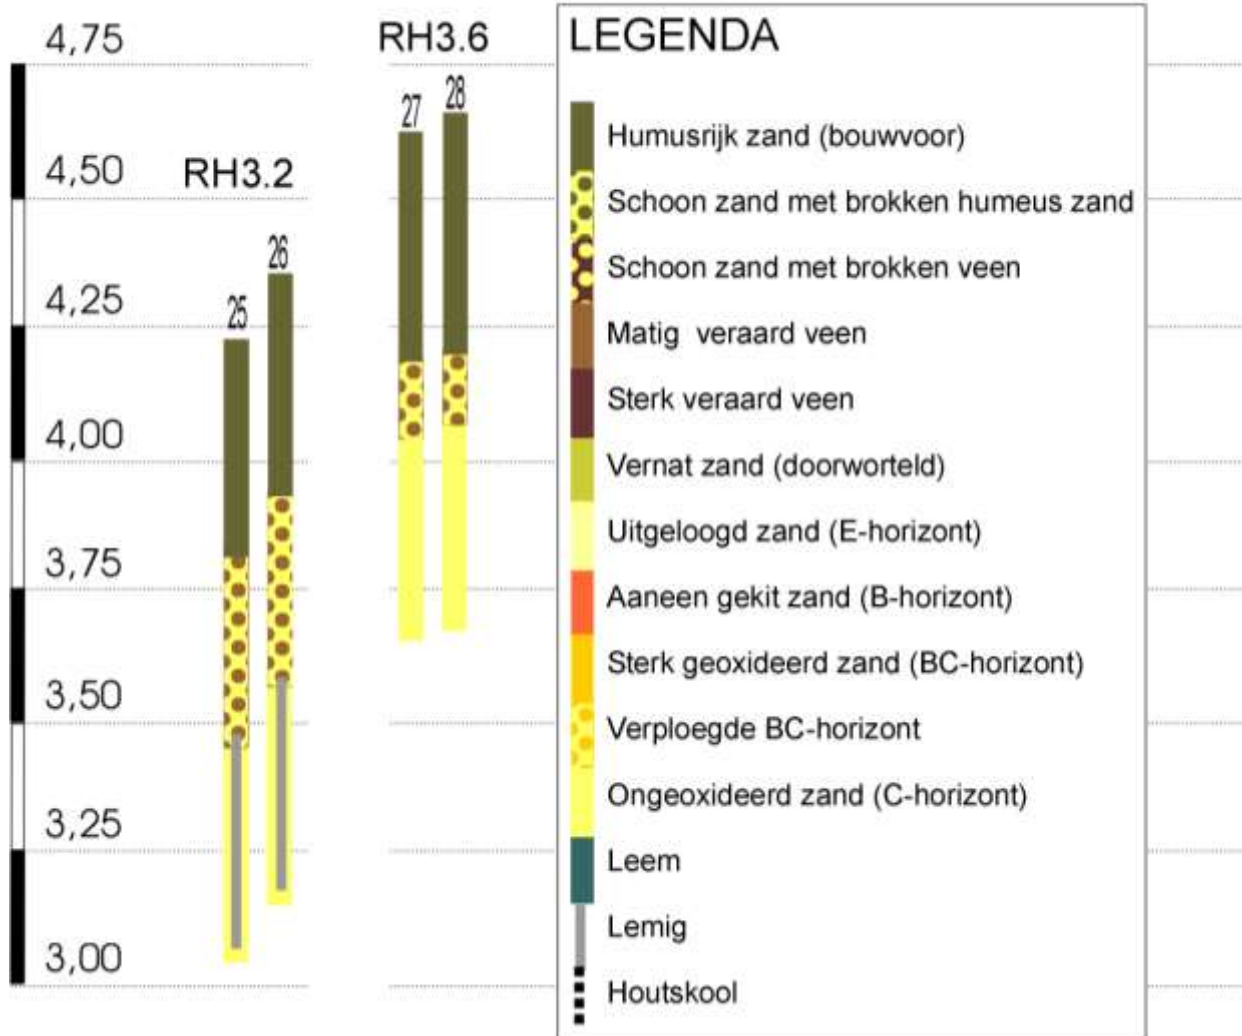 4,75
4,50
4,25
4,00
3,75
3,50
3,25
3,00
RH3.2
25
26
RH3.6
27
28
LEGENDA
Humusrijk zand (bouwvoor)
Schoon zand met brokken humeus zand
Schoon zand met brokken veen
Matig veraard veen
Sterk veraard veen
Vernat zand (doorworteld)
Uitgeloogd zand (E-horizont)
Aaneen gekit zand (B-horizont)
Sterk geoxideerd zand (BC-horizont)
Verploegde BC-horizont
Ongeoxideerd zand (C-horizont)
Leem
Lemig
Houtskool